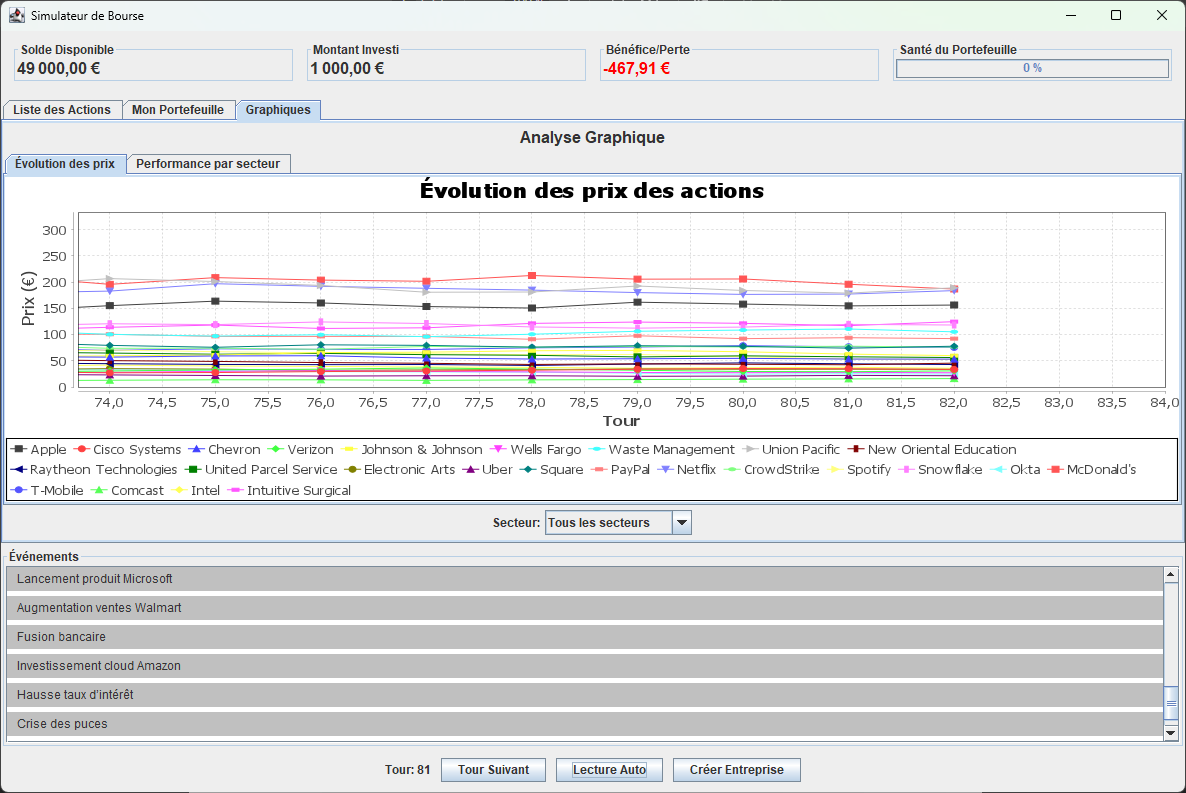 Simulateur de Bourse
Solde Disponible Montant Investi Bénéfice/Perte Santé du Portefeuille
49 000,00 € 1 000,00 € -467,91 € 0 %
Liste des Actions Mon Portefeuille Graphiques
Analyse Graphique
Évolution des prix Performance par secteur
Évolution des prix des actions
Prix (€)
300
250
200
150
100
50
0
74,0 74,5 75,0 75,5 76,0 76,5 77,0 77,5 78,0 78,5 79,0 79,5 80,0 80,5 81,0 81,5 82,0 82,5 83,0 83,5 84,0
Tour
Apple Cisco Systems Chevron Verizon Johnson & Johnson Wells Fargo Waste Management Union Pacific New Oriental Education
Raytheon Technologies United Parcel Service Electronic Arts Uber Square PayPal Netflix CrowdStrike Spotify Snowflake Okta McDonald's
T-Mobile Comcast Intel Intuitive Surgical
Secteur: Tous les secteurs
Événements
Lancement produit Microsoft
Augmentation ventes Walmart
Fusion bancaire
Investissement cloud Amazon
Hausse taux d'intérêt
Crise des puces
Tour: 81 Tour Suivant Lecture Auto Créer Entreprise